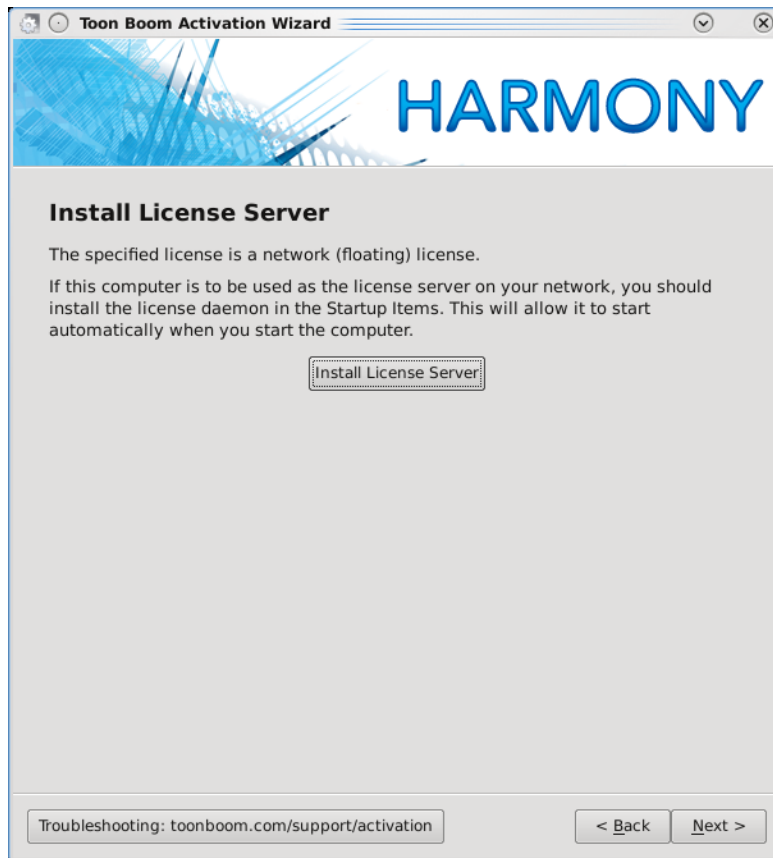 Toon Boom Activation Wizard
HARMONY
Install License Server
The specified license is a network (floating) license.
If this computer is to be used as the license server on your network, you should
install the license daemon in the Startup Items. This will allow it to start
automatically when you start the computer.
Install License Server
Troubleshooting: toonboom.com/support/activation
< Back
Next >